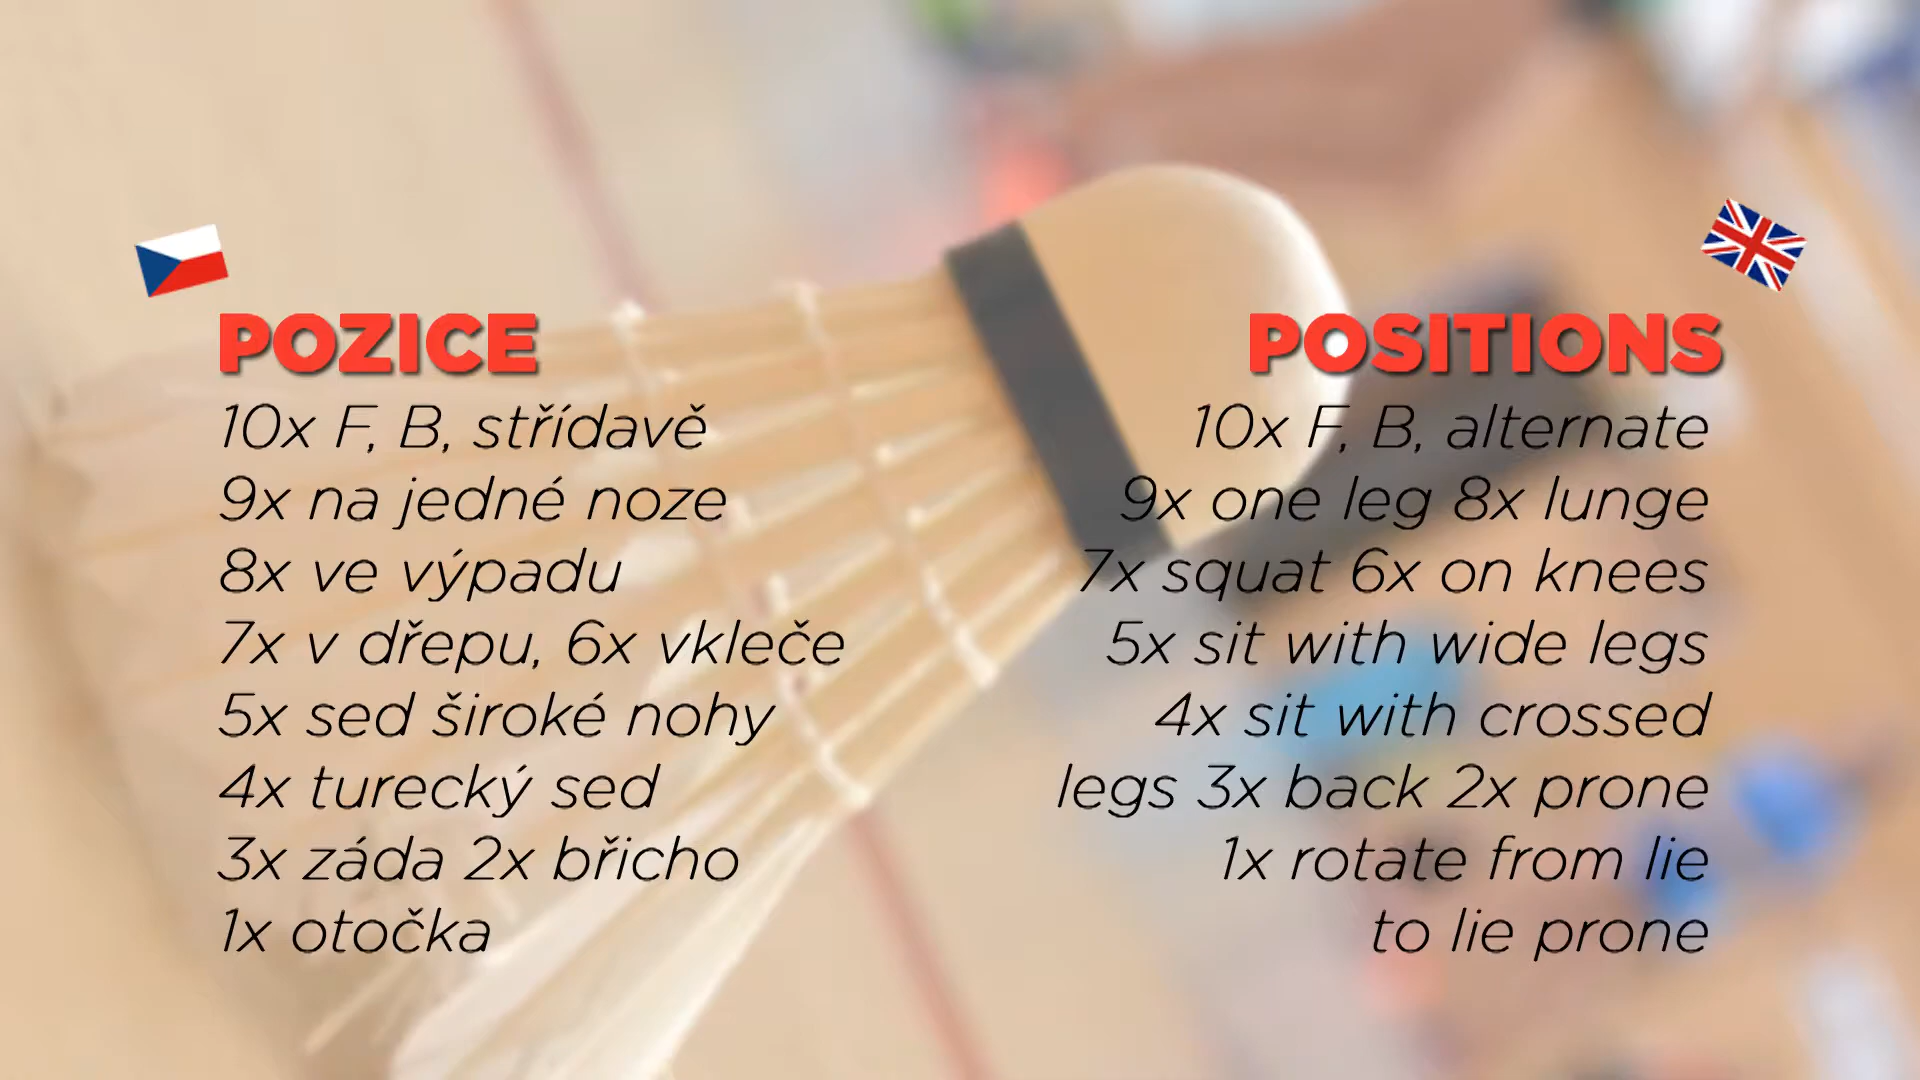 POZICE
10x F, B, střídavě
9x na jedné noze
8x ve výpadu
7x v dřepu, 6x vkleče
5x sed široké nohy
4x turecký sed
3x záda 2x břicho
1x otočka
POSITIONS
10x F, B, alternate
9x one leg 8x lunge
7x squat 6x on knees
5x sit with wide legs
4x sit with crossed
legs 3x back 2x prone
1x rotate from lie
to lie prone